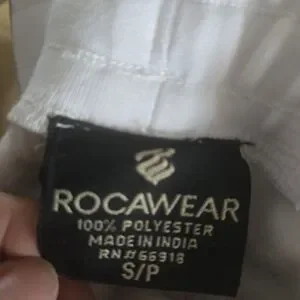 ROCAWEAR
100% POLYESTER
MADE IN INDIA
RN#66918
S/P